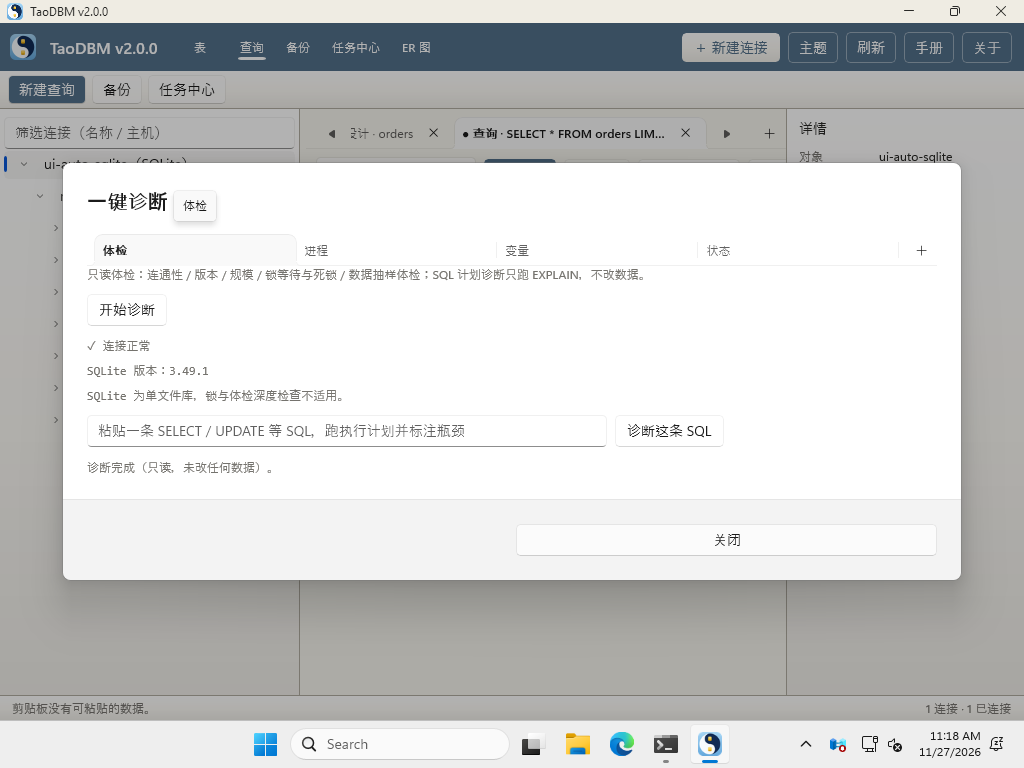 TaoDBM v2.0.0
TaoDBM v2.0.0 表 查询 备份 任务中心 ER 图 + 新建连接 主题 刷新 手册 关于
新建查询 备份 任务中心
筛选连接（名称 / 主机）
设计 · orders
● 查询 · SELECT * FROM orders LIM...
详情
对象 ui-auto-sqlite
ui-auto-sqlite（SQLite）
一键诊断 体检
体检 进程 变量 状态
只读体检：连通性 / 版本 / 规模 / 锁等待与死锁 / 数据抽样体检；SQL 计划诊断只跑 EXPLAIN，不改数据。
开始诊断
✓ 连接正常
SQLite 版本：3.49.1
SQLite 为单文件库，锁与体检深度检查不适用。
粘贴一条 SELECT / UPDATE 等 SQL，跑执行计划并标注瓶颈 诊断这条 SQL
诊断完成（只读，未改任何数据）。
关闭
剪贴板没有可粘贴的数据。 1 连接 · 1 已连接
Search
11:18 AM
11/27/2026